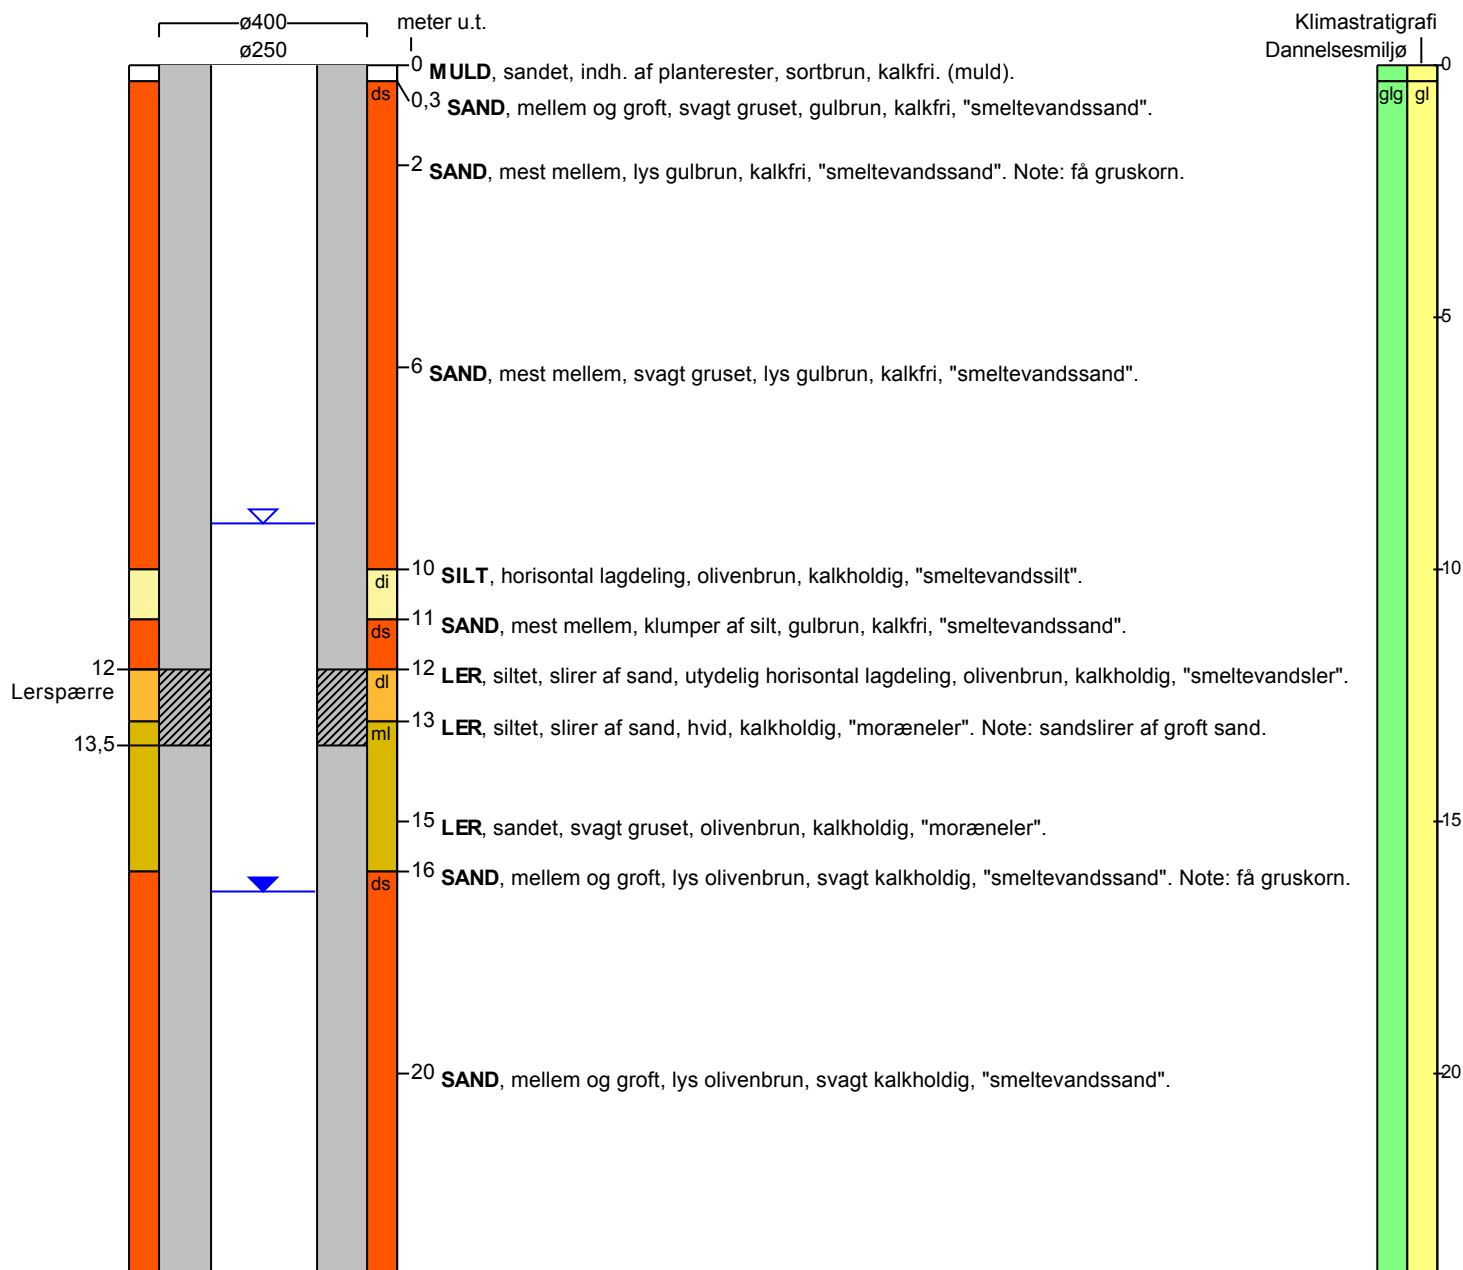 ø400
meter u.t.
Klimastratigrafi
ø250
Dannelsesmiljø
0 MULD, sandet, indh. af planterester, sortbrun, kalkfri. (muld).
0
ds
0,3 SAND, mellem og groft, svagt gruset, gulbrun, kalkfri, "smeltevandssand".
glg
gl
2 SAND, mest mellem, lys gulbrun, kalkfri, "smeltevandssand". Note: få gruskorn.
5
6 SAND, mest mellem, svagt gruset, lys gulbrun, kalkfri, "smeltevandssand".
di
10 SILT, horisontal lagdeling, olivenbrun, kalkholdig, "smeltevandssilt".
10
ds
11 SAND, mest mellem, klumper af silt, gulbrun, kalkfri, "smeltevandssand".
12
Lerspærre
dl
12 LER, siltet, slirer af sand, utydelig horisontal lagdeling, olivenbrun, kalkholdig, "smeltevandsler".
13,5
ml
13 LER, siltet, slirer af sand, hvid, kalkholdig, "moræneler". Note: sandslirer af groft sand.
15 LER, sandet, svagt gruset, olivenbrun, kalkholdig, "moræneler".
15
ds
16 SAND, mellem og groft, lys olivenbrun, svagt kalkholdig, "smeltevandssand". Note: få gruskorn.
20 SAND, mellem og groft, lys olivenbrun, svagt kalkholdig, "smeltevandssand".
20